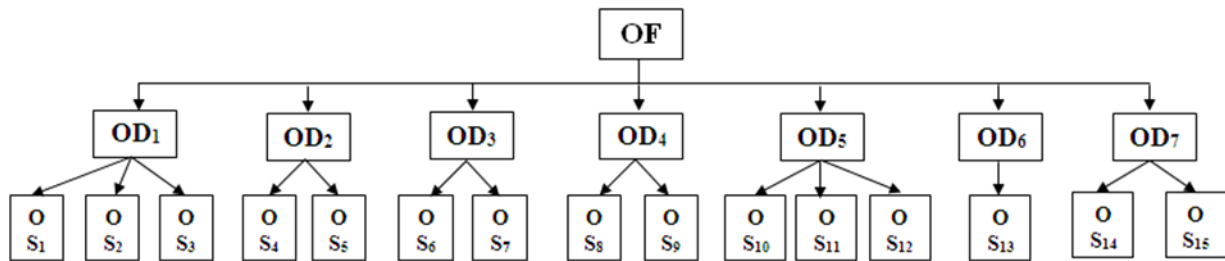 OF
OD₁ OD₂ OD₃ OD₄ OD₅ OD₆ OD₇
O O O O O O O O O O O O O O O
S₁ S₂ S₃ S₄ S₅ S₆ S₇ S₈ S₉ S₁₀ S₁₁ S₁₂ S₁₃ S₁₄ S₁₅